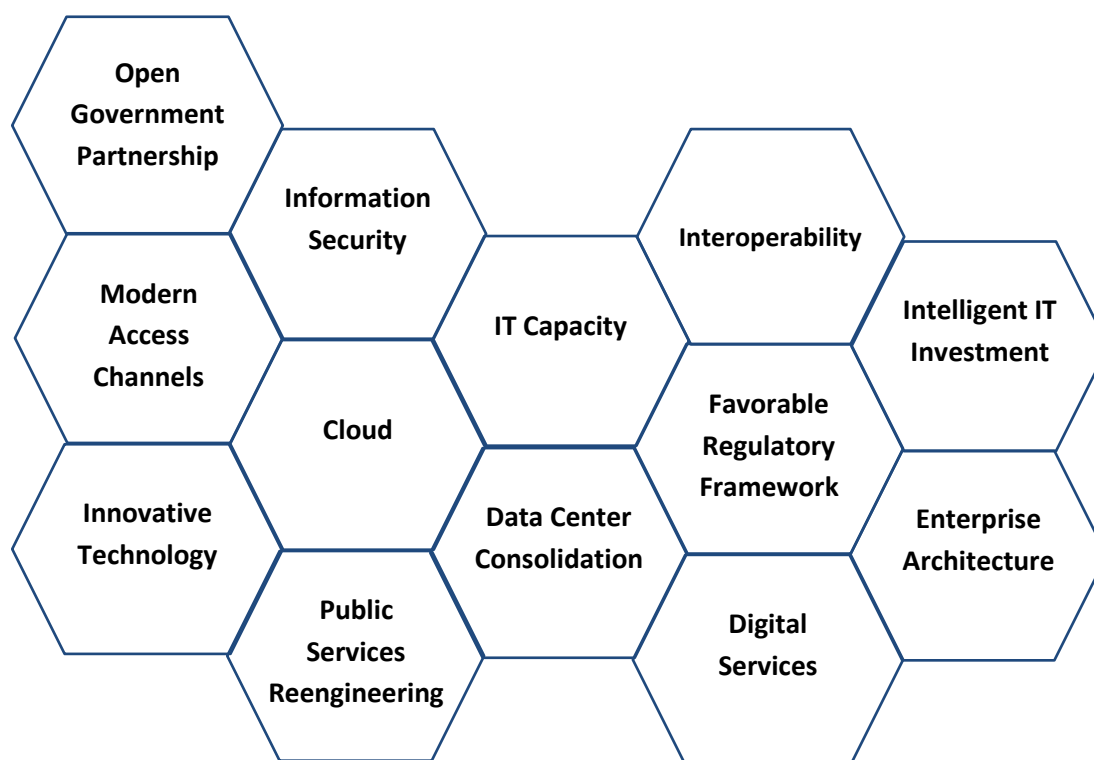 Open
Government
Partnership
Information
Security
Interoperability
Modern
Access
Channels
IT Capacity
Intelligent IT
Investment
Cloud
Favorable
Regulatory
Framework
Innovative
Technology
Data Center
Consolidation
Enterprise
Architecture
Public
Services
Reengineering
Digital
Services